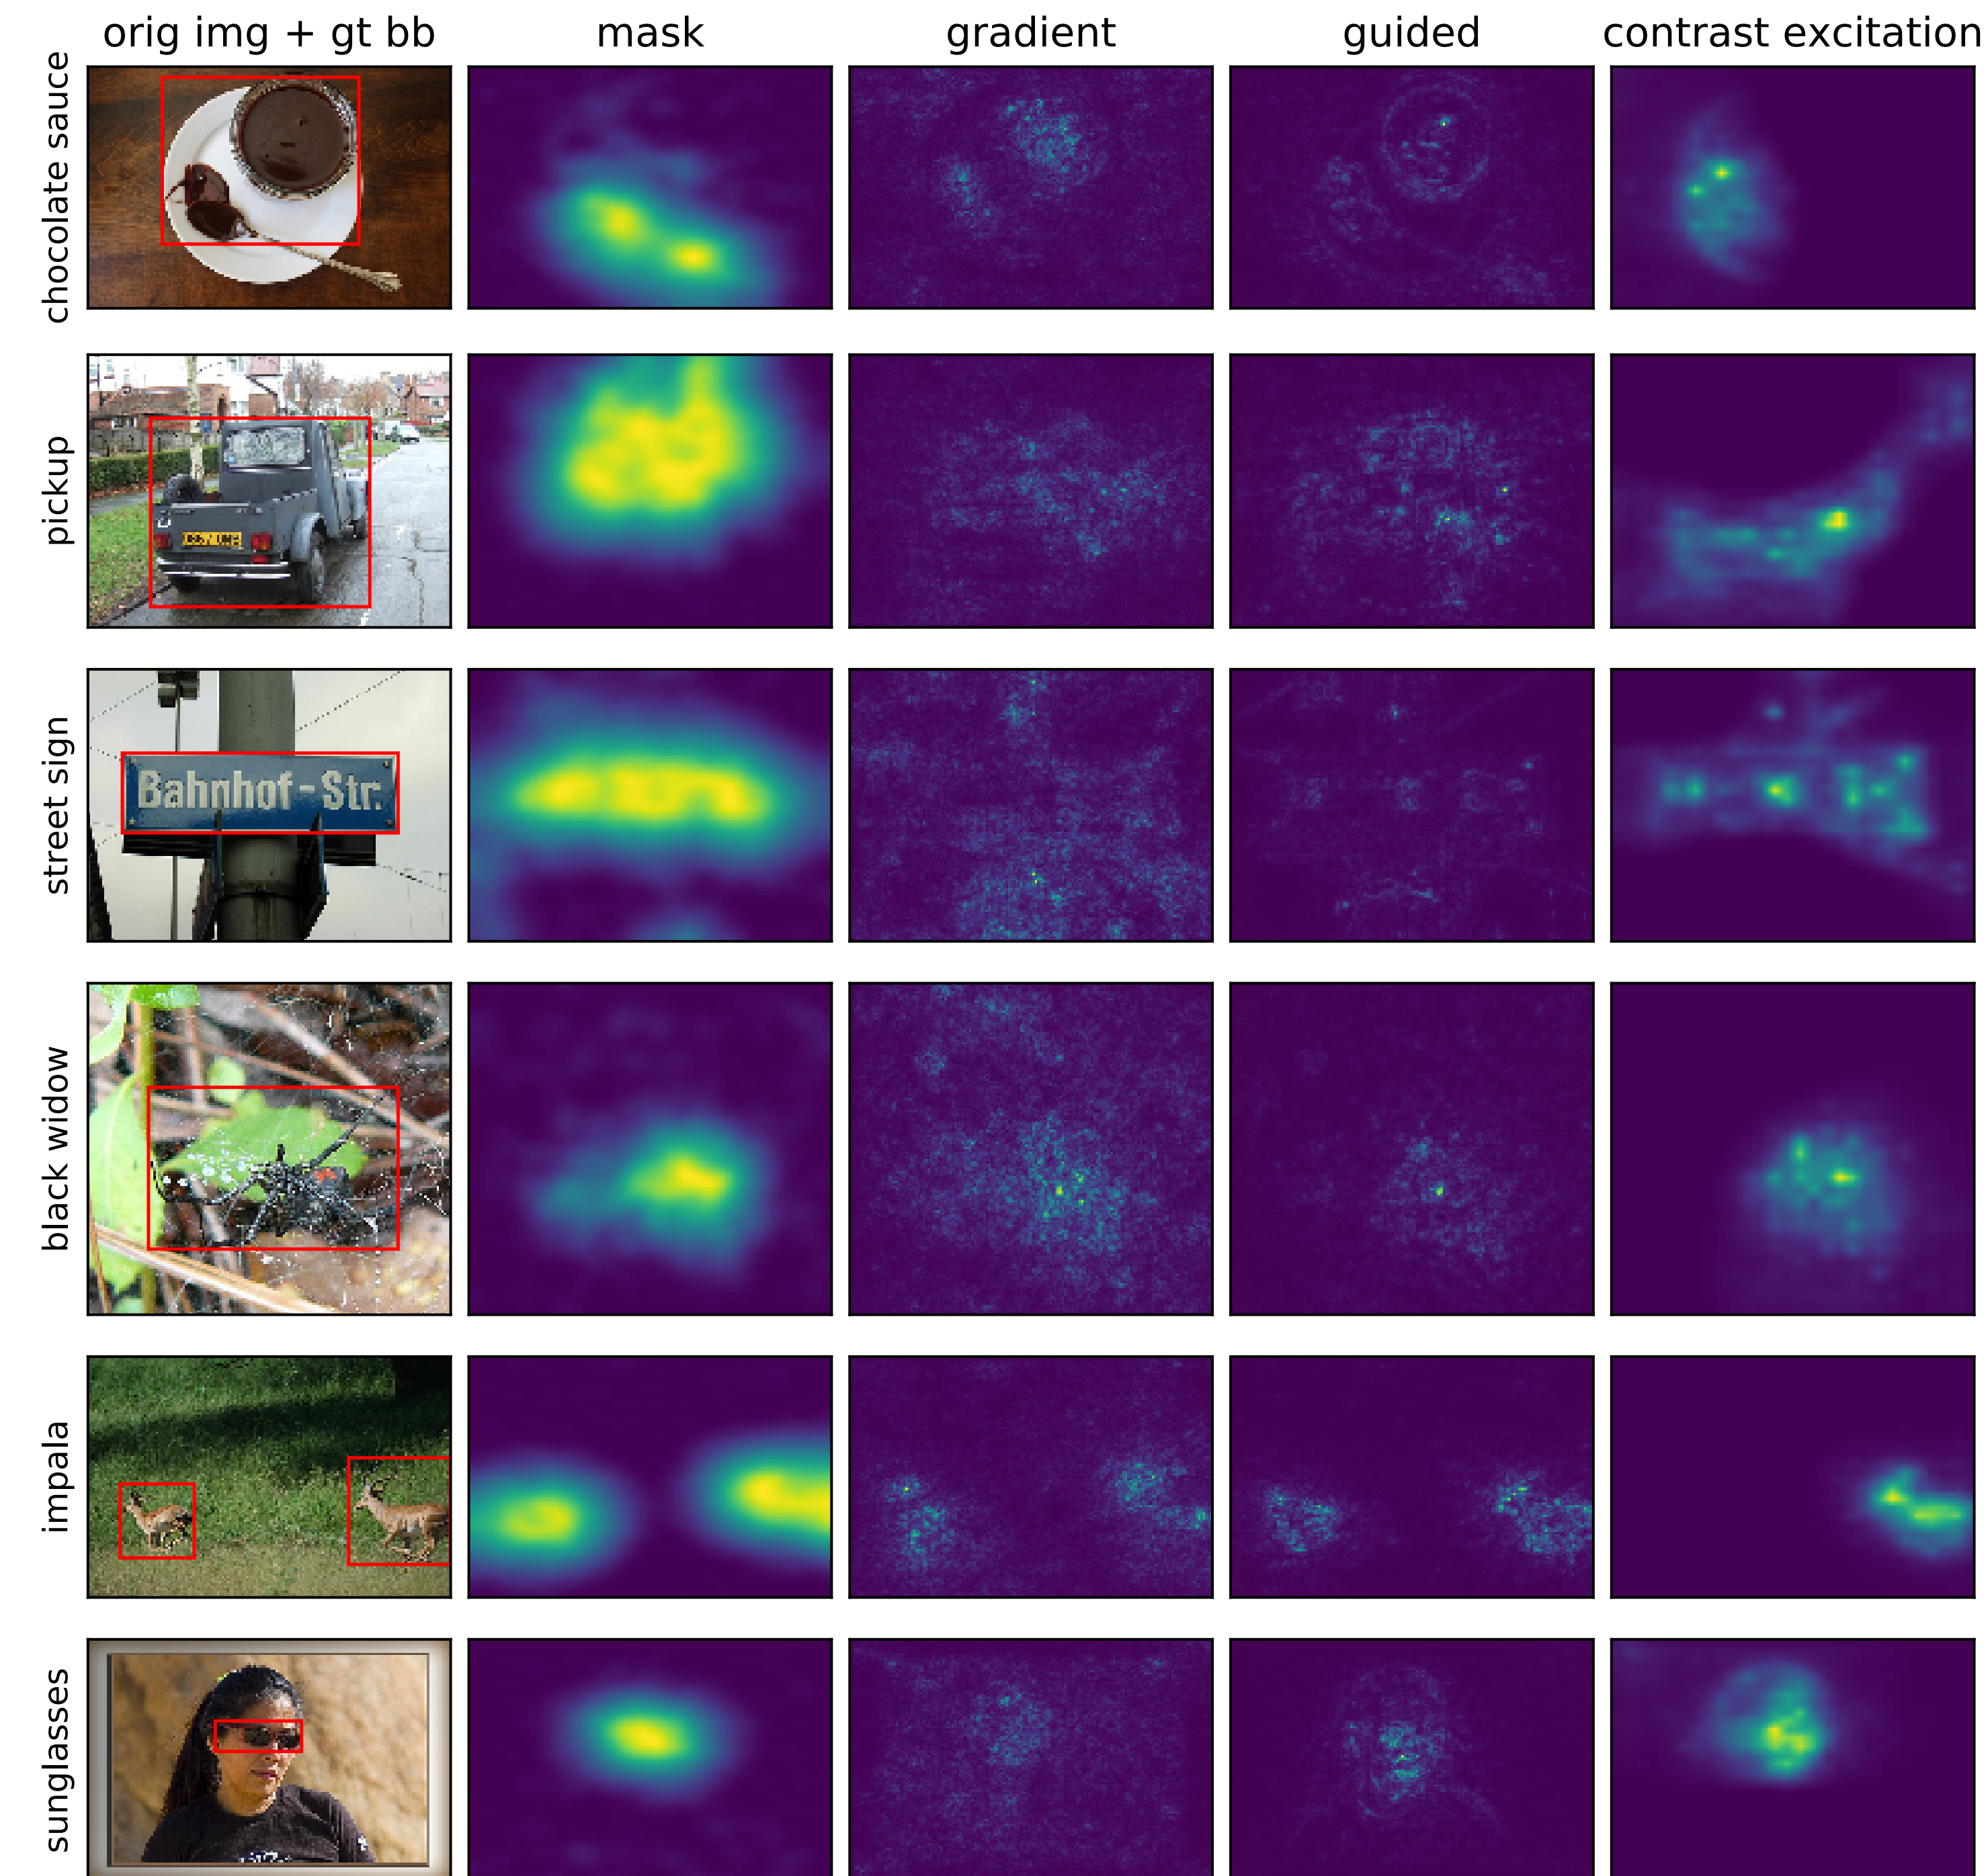 orig img + gt bb
mask
gradient
guided
contrast excitation
chocolate sauce
pickup
street sign
Bahnhof-Str.
black widow
impala
sunglasses